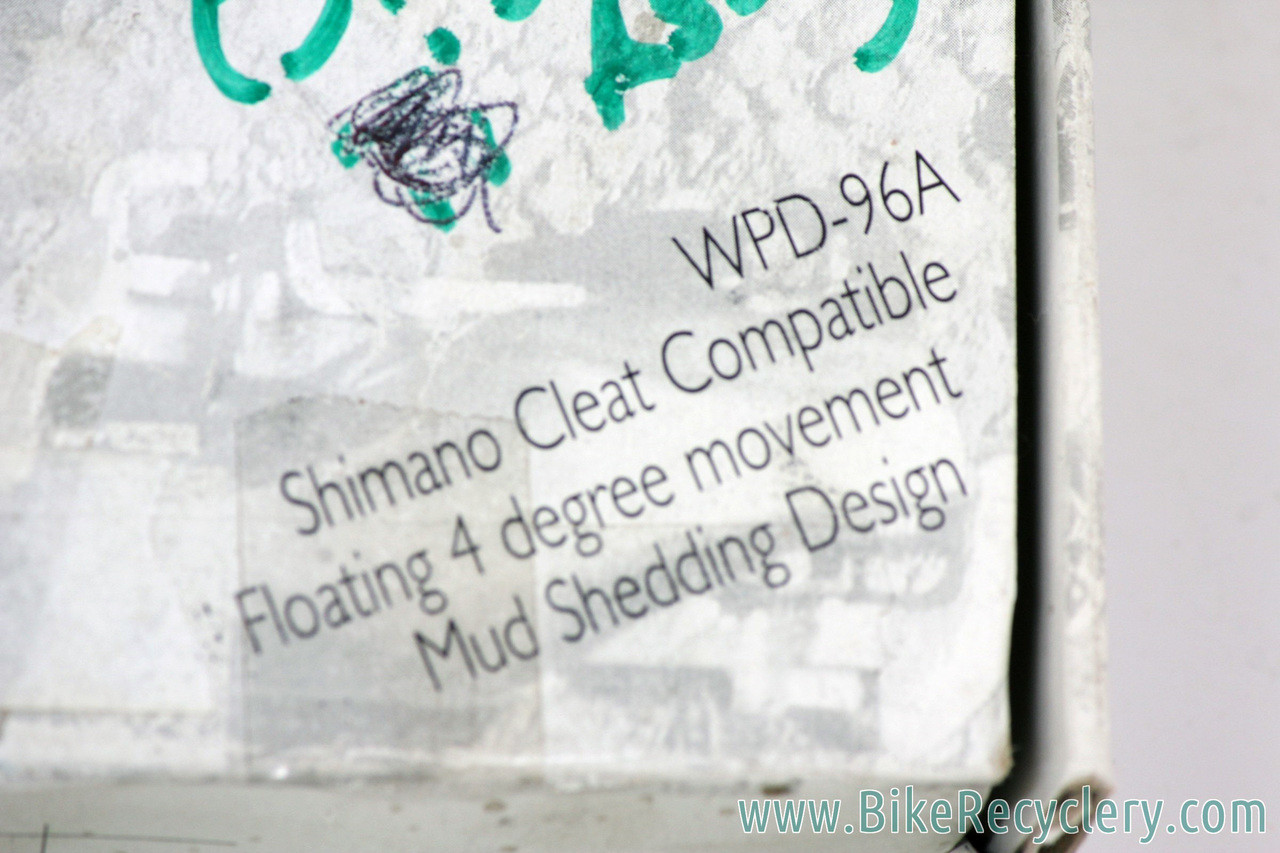 WPD-96A
Shimano Cleat Compatible
Floating 4 degree movement
Mud Shedding Design
www.BikeRecyclery.com